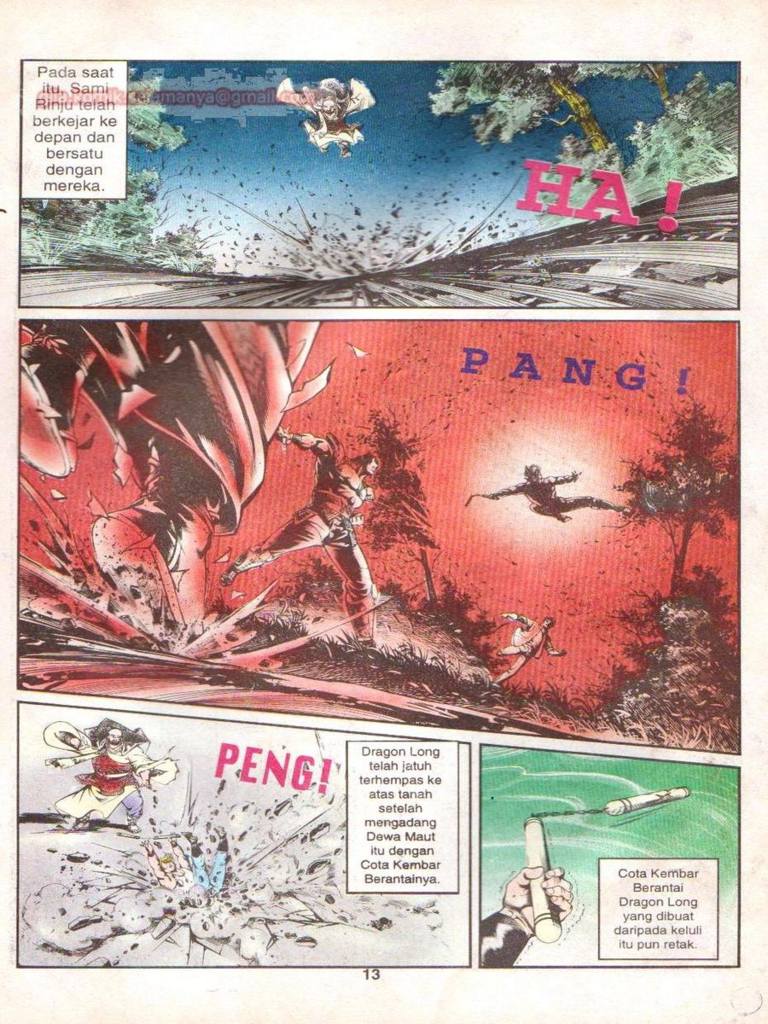 Pada saat
itu, Sami
Rinju telah
berkejar ke
depan dan
bersatu
dengan
mereka.
HA!
PANG!
PENG!
Dragon Long
telah jatuh
terhempas ke
atas tanah
setelah
mengadang
Dewa Maut
itu dengan
Cota Kembar
Berantainya.
Cota Kembar
Berantai
Dragon Long
yang dibuat
daripada keluli
itu pun retak.
13